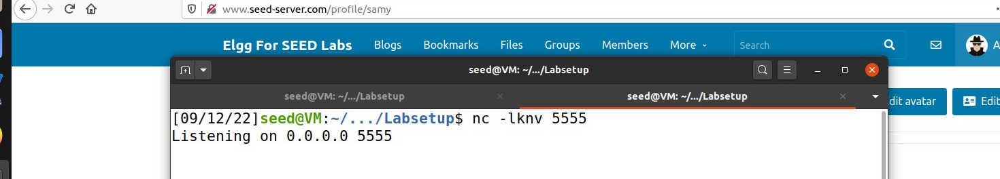 www.seed-server.com/profile/samy
Elgg For SEED Labs Blogs Bookmarks Files Groups Members More Search A
seed@VM: ~/.../Labsetup
seed@VM: ~/.../Labsetup seed@VM: ~/.../Labsetup
dit avatar Edit
[09/12/22]seed@VM:~/.../Labsetup$ nc -lknv 5555
Listening on 0.0.0.0 5555